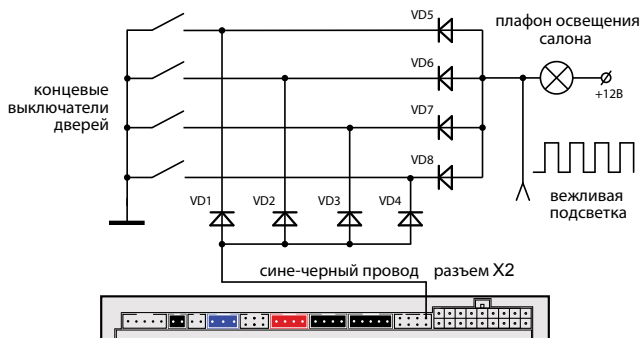 VD5
плафон освещения
салона
VD6
+12В
концевые
выключатели
дверей
VD7
VD8
VD1
VD2
VD3
VD4
вежливая
подсветка
сине-черный провод
разъем X2